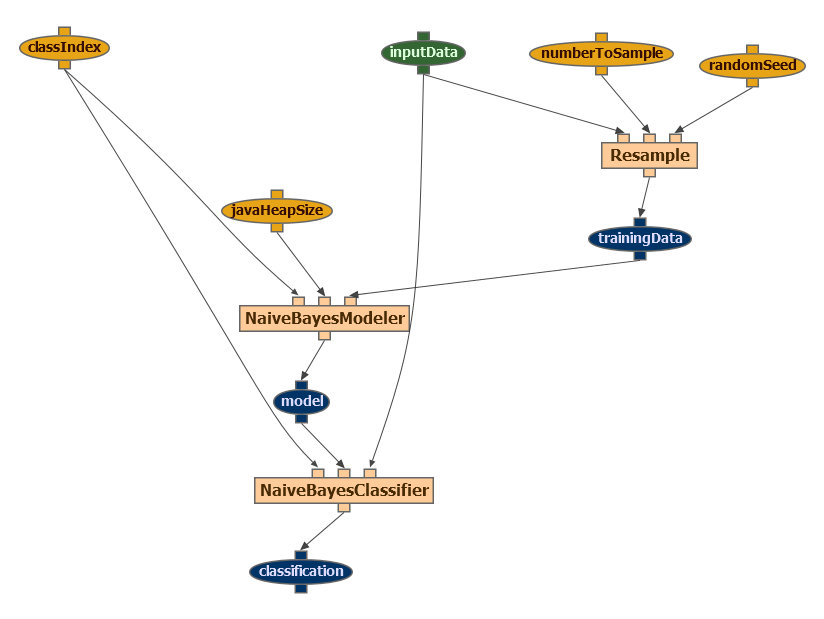 classIndex
inputData
numberToSample
randomSeed
Resample
javaHeapSize
trainingData
NaiveBayesModeler
model
NaiveBayesClassifier
classification